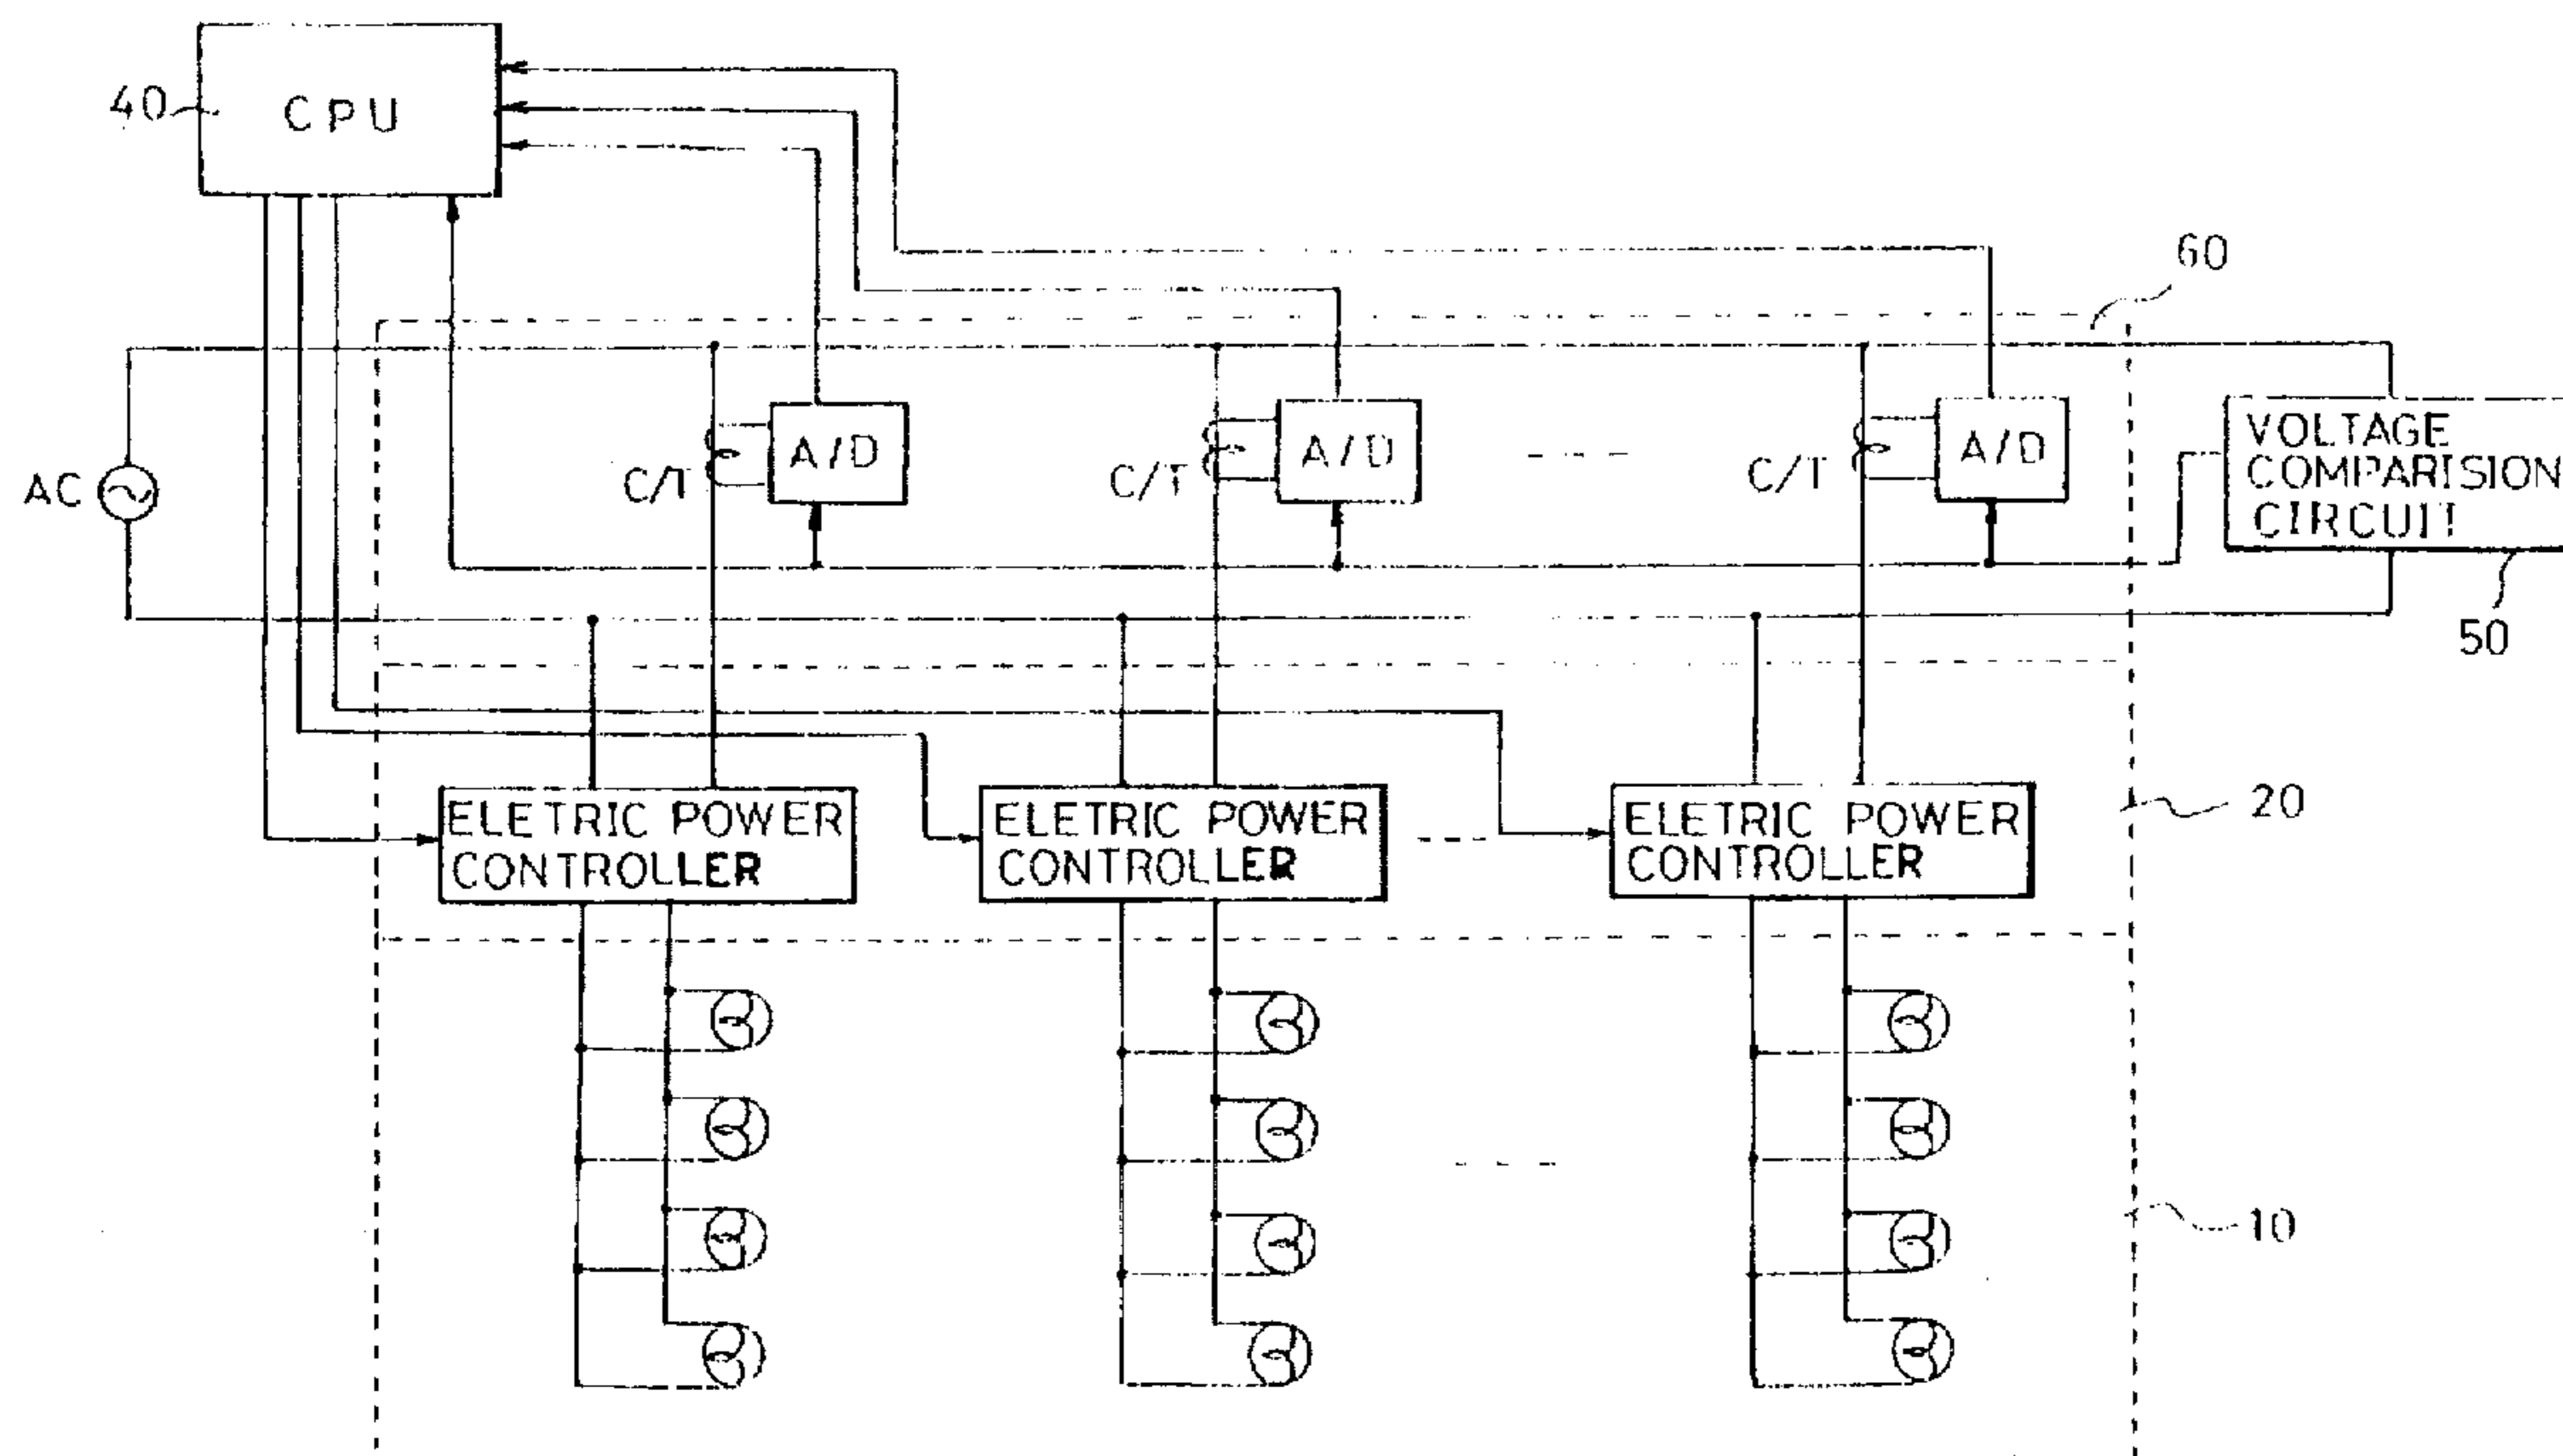 40
CPU
60
AC
C/T
A/D
C/T
A/D
C/T
A/D
VOLTAGE
COMPARISION
CIRCUIT
50
ELETRIC POWER
CONTROLLER
ELETRIC POWER
CONTROLLER
ELETRIC POWER
CONTROLLER
20
10